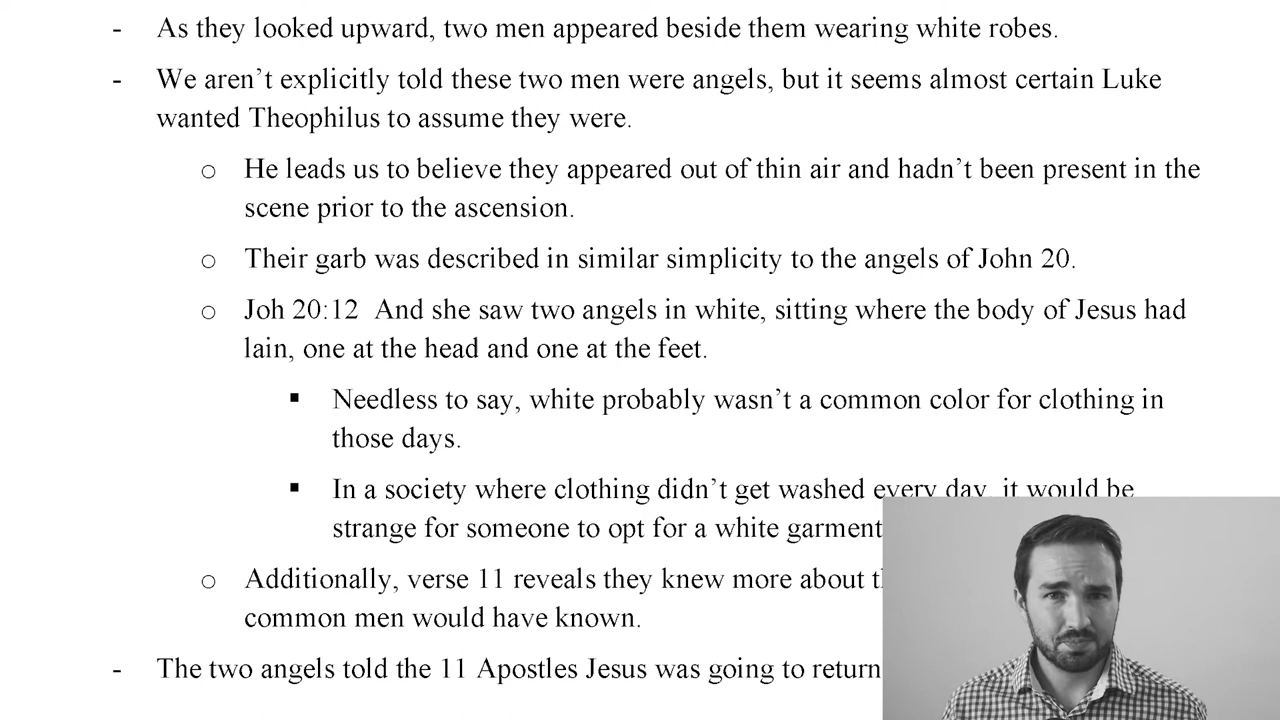 - As they looked upward, two men appeared beside them wearing white robes.
- We aren't explicitly told these two men were angels, but it seems almost certain Luke
wanted Theophilus to assume they were.
o He leads us to believe they appeared out of thin air and hadn't been present in the
scene prior to the ascension.
o Their garb was described in similar simplicity to the angels of John 20.
o Joh 20:12 And she saw two angels in white, sitting where the body of Jesus had
lain, one at the head and one at the feet.
▪ Needless to say, white probably wasn't a common color for clothing in
those days.
▪ In a society where clothing didn't get washed every day, it would be
strange for someone to opt for a white garment
o Additionally, verse 11 reveals they knew more about
common men would have known.
- The two angels told the 11 Apostles Jesus was going to return